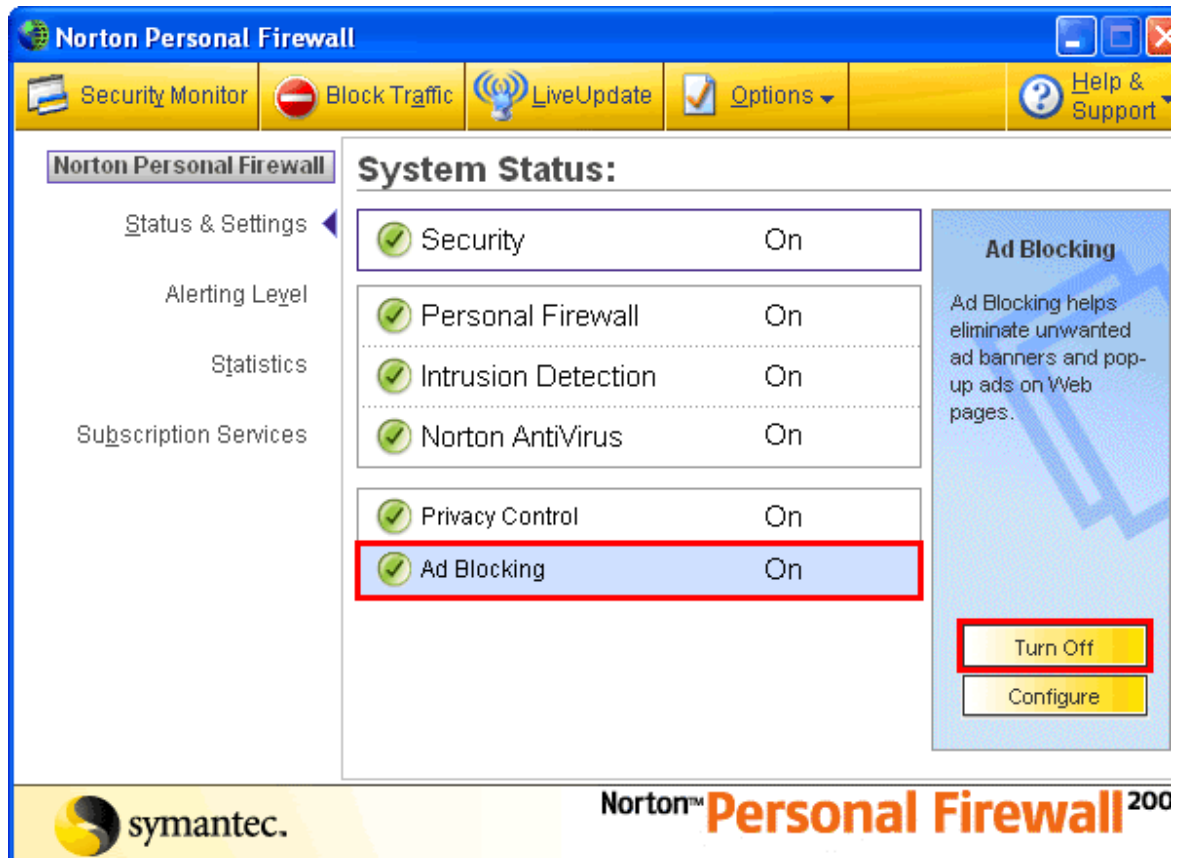 Norton Personal Firewall
Security Monitor
Block Traffic
LiveUpdate
Options
Help &
Support
Norton Personal Firewall
Status & Settings
Alerting Level
Statistics
Subscription Services
System Status:
Security On
Personal Firewall On
Intrusion Detection On
Norton AntiVirus On
Privacy Control On
Ad Blocking On
Ad Blocking
Ad Blocking helps
eliminate unwanted
ad banners and pop-
up ads on Web
pages.
Turn Off
Configure
symantec.
Norton™ Personal Firewall 200